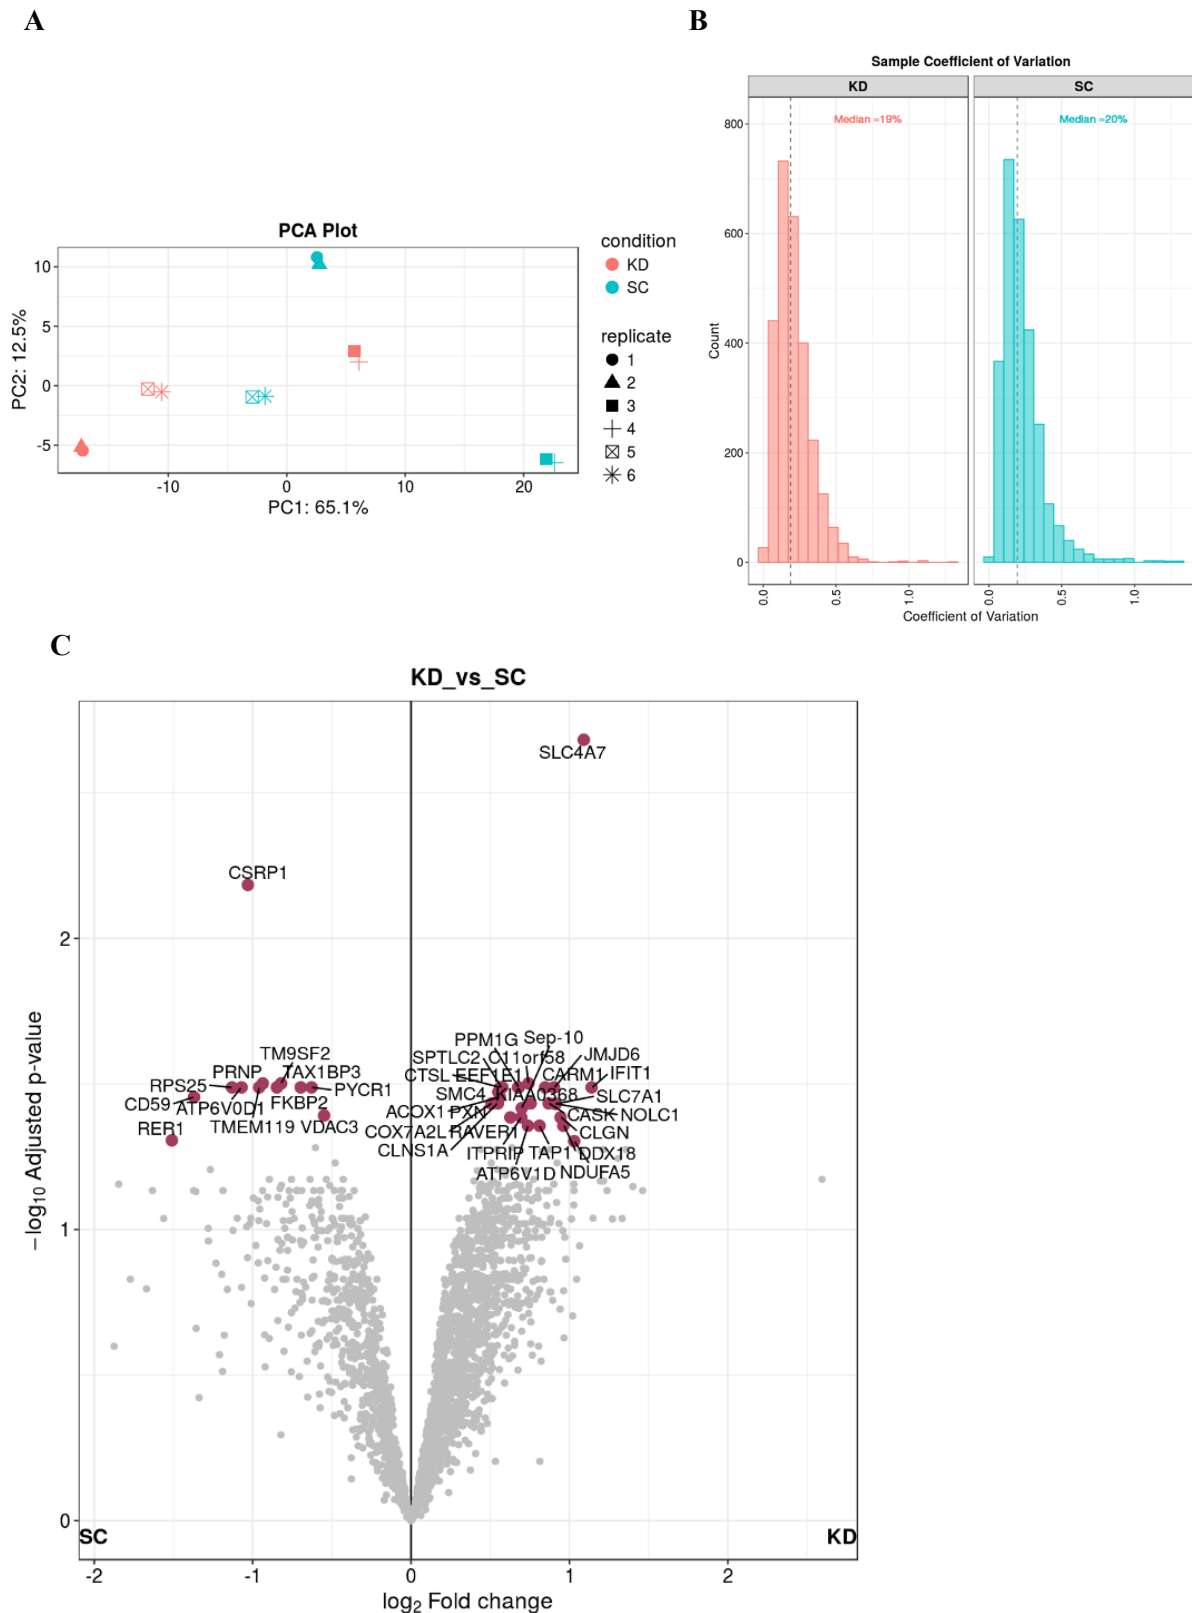 A
B
Sample Coefficient of Variation
KD
SC
Median =19%
Median =20%
800
600
400
200
0
Count
0.0
0.5
1.0
0.0
0.5
1.0
Coefficient of Variation
PCA Plot
10
5
0
-5
PC2: 12.5%
-10
0
10
20
PC1: 65.1%
condition
KD
SC
replicate
1
2
3
4
5
6
C
KD_vs_SC
SLC4A7
CSRP1
2
1
0
−log10 Adjusted p-value
PPM1G
Sep-10
TM9SF2
SPTLC2
C11orf58
JMJD6
PRNP
TAX1BP3
CTSL
EEF1E1
CARM1
IFIT1
RPS25
PYCR1
SMC4
KIAA0368
SLC7A1
CD59
ATP6V0D1
FKBP2
ACOX1
PXN
CASK
NOLC1
RER1
TMEM119
VDAC3
COX7A2L
RAVER1
CLGN
CLNS1A
ITPRIP
TAP1
DDX18
ATP6V1D
NDUFA5
SC
KD
-2
-1
0
1
2
log2 Fold change